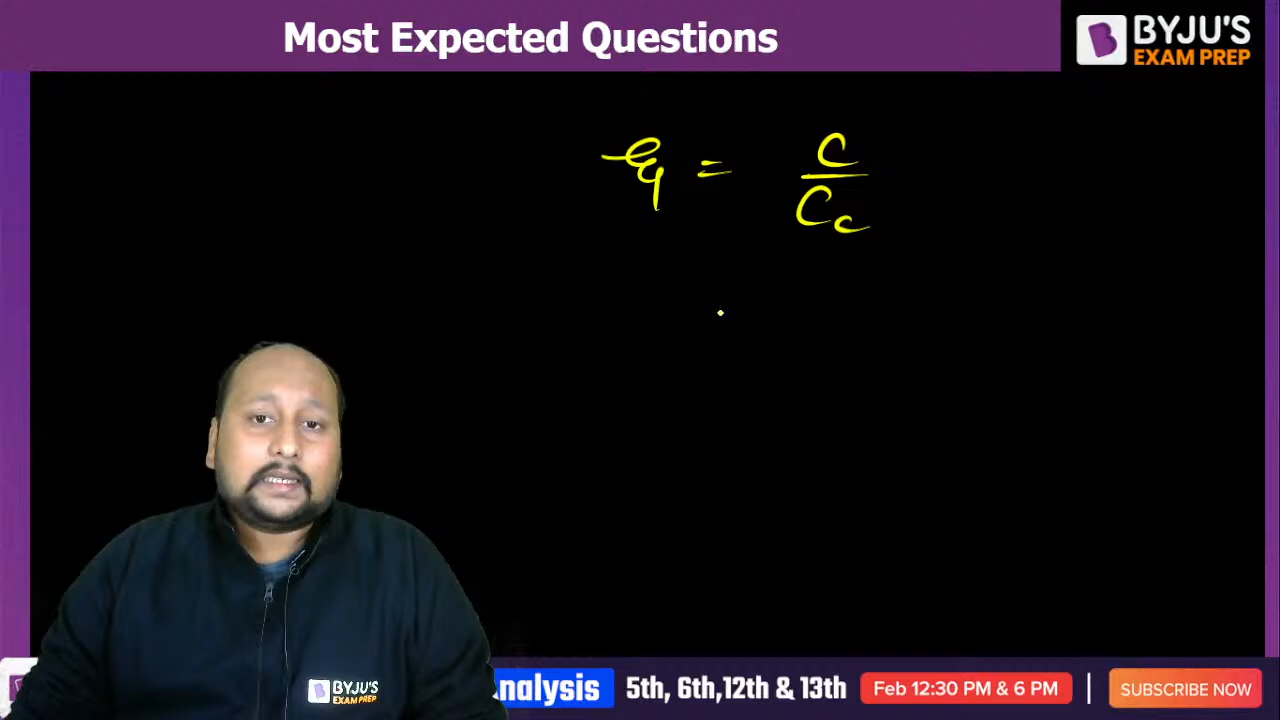 Most Expected Questions
BYJU'S
EXAM PREP
ξ = C / C_c
BYJU'S
EXAM PREP
nalysis 5th, 6th,12th & 13th Feb 12:30 PM & 6 PM | SUBSCRIBE NOW